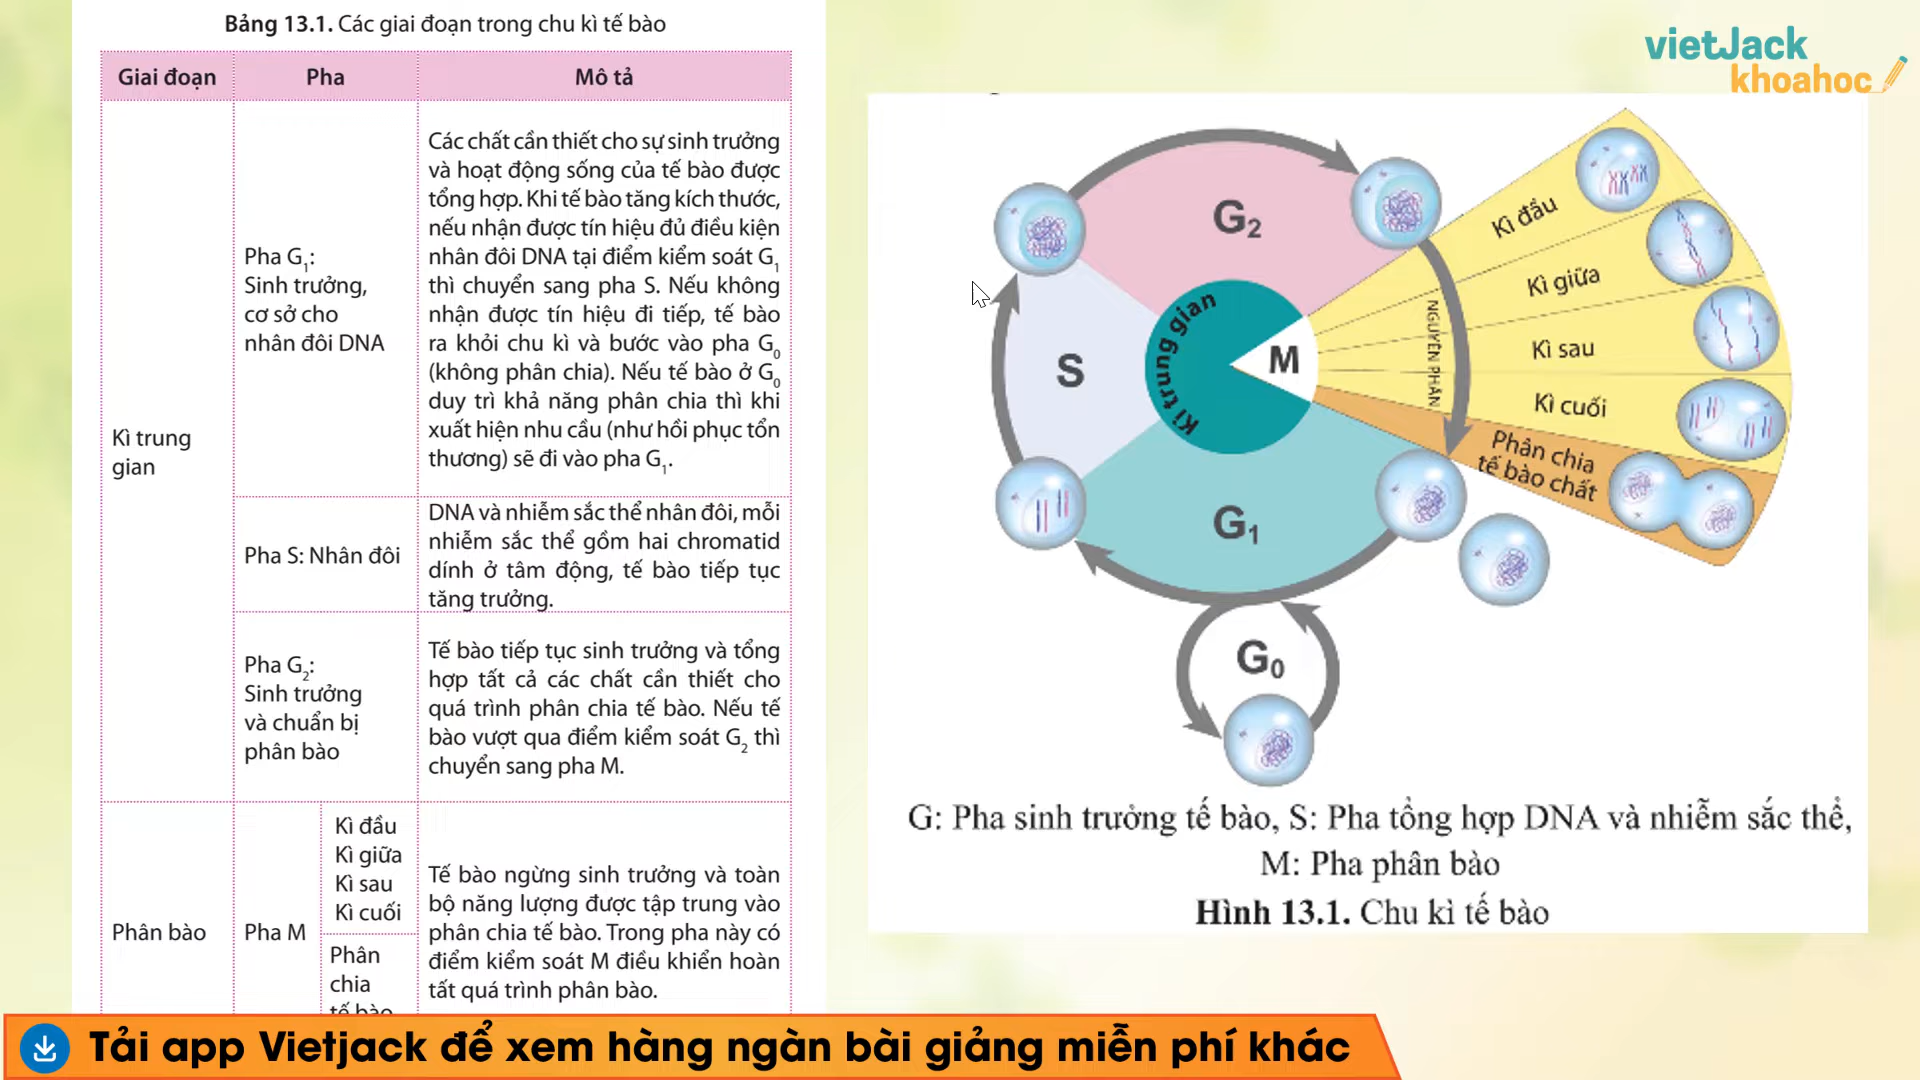 Bảng 13.1. Các giai đoạn trong chu kì tế bào
Giai đoạn
Pha
Mô tả
Kì trung
gian
Pha G₁:
Sinh trưởng,
cơ sở cho
nhân đôi DNA
Các chất cần thiết cho sự sinh trưởng
và hoạt động sống của tế bào được
tổng hợp. Khi tế bào tăng kích thước,
nếu nhận được tín hiệu đủ điều kiện
nhân đôi DNA tại điểm kiểm soát G₁
thì chuyển sang pha S. Nếu không
nhận được tín hiệu đi tiếp, tế bào
ra khỏi chu kì và bước vào pha G₀
(không phân chia). Nếu tế bào ở G₀
duy trì khả năng phân chia thì khi
xuất hiện nhu cầu (như hồi phục tổn
thương) sẽ đi vào pha G₁.
Pha S: Nhân đôi
DNA và nhiễm sắc thể nhân đôi, mỗi
nhiễm sắc thể gồm hai chromatid
dính ở tâm động, tế bào tiếp tục
tăng trưởng.
Pha G₂:
Sinh trưởng
và chuẩn bị
phân bào
Tế bào tiếp tục sinh trưởng và tổng
hợp tất cả các chất cần thiết cho
quá trình phân chia tế bào. Nếu tế
bào vượt qua điểm kiểm soát G₂ thì
chuyển sang pha M.
Phân bào
Pha M
Kì đầu
Kì giữa
Kì sau
Kì cuối
Phân
chia
tế bào
Tế bào ngừng sinh trưởng và toàn
bộ năng lượng được tập trung vào
phân chia tế bào. Trong pha này có
điểm kiểm soát M điều khiển hoàn
tất quá trình phân bào.
vietJack
khoahoc
G₂
S
G₁
G₀
M
Kì trung gian
NGUYÊN PHÂN
Kì đầu
Kì giữa
Kì sau
Kì cuối
Phân chia
tế bào chất
G: Pha sinh trưởng tế bào, S: Pha tổng hợp DNA và nhiễm sắc thể,
M: Pha phân bào
Hình 13.1. Chu kì tế bào
Tải app Vietjack để xem hàng ngàn bài giảng miễn phí khác